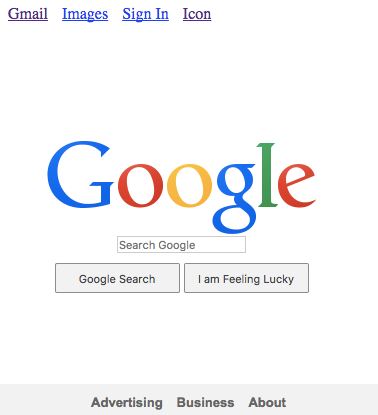 Gmail Images Sign In Icon
Google
Search Google
Google Search I am Feeling Lucky
Advertising Business About